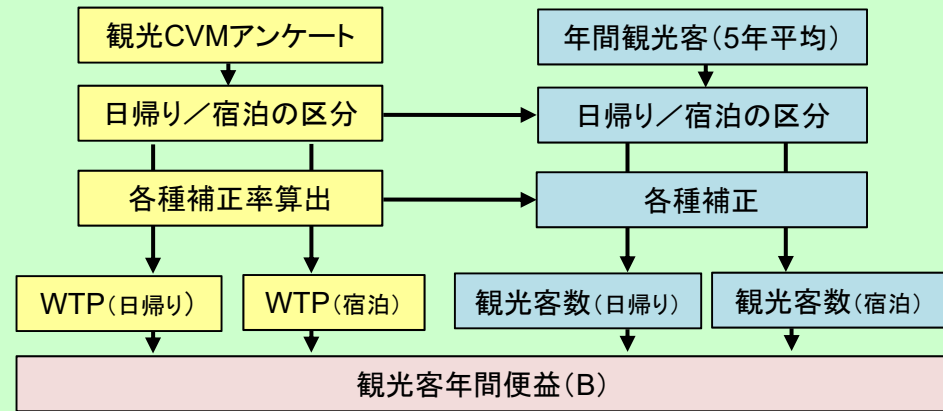 観光CVMアンケート
年間観光客(5年平均)
日帰り／宿泊の区分
日帰り／宿泊の区分
各種補正率算出
各種補正
WTP(日帰り)
WTP(宿泊)
観光客数(日帰り)
観光客数(宿泊)
観光客年間便益(B)